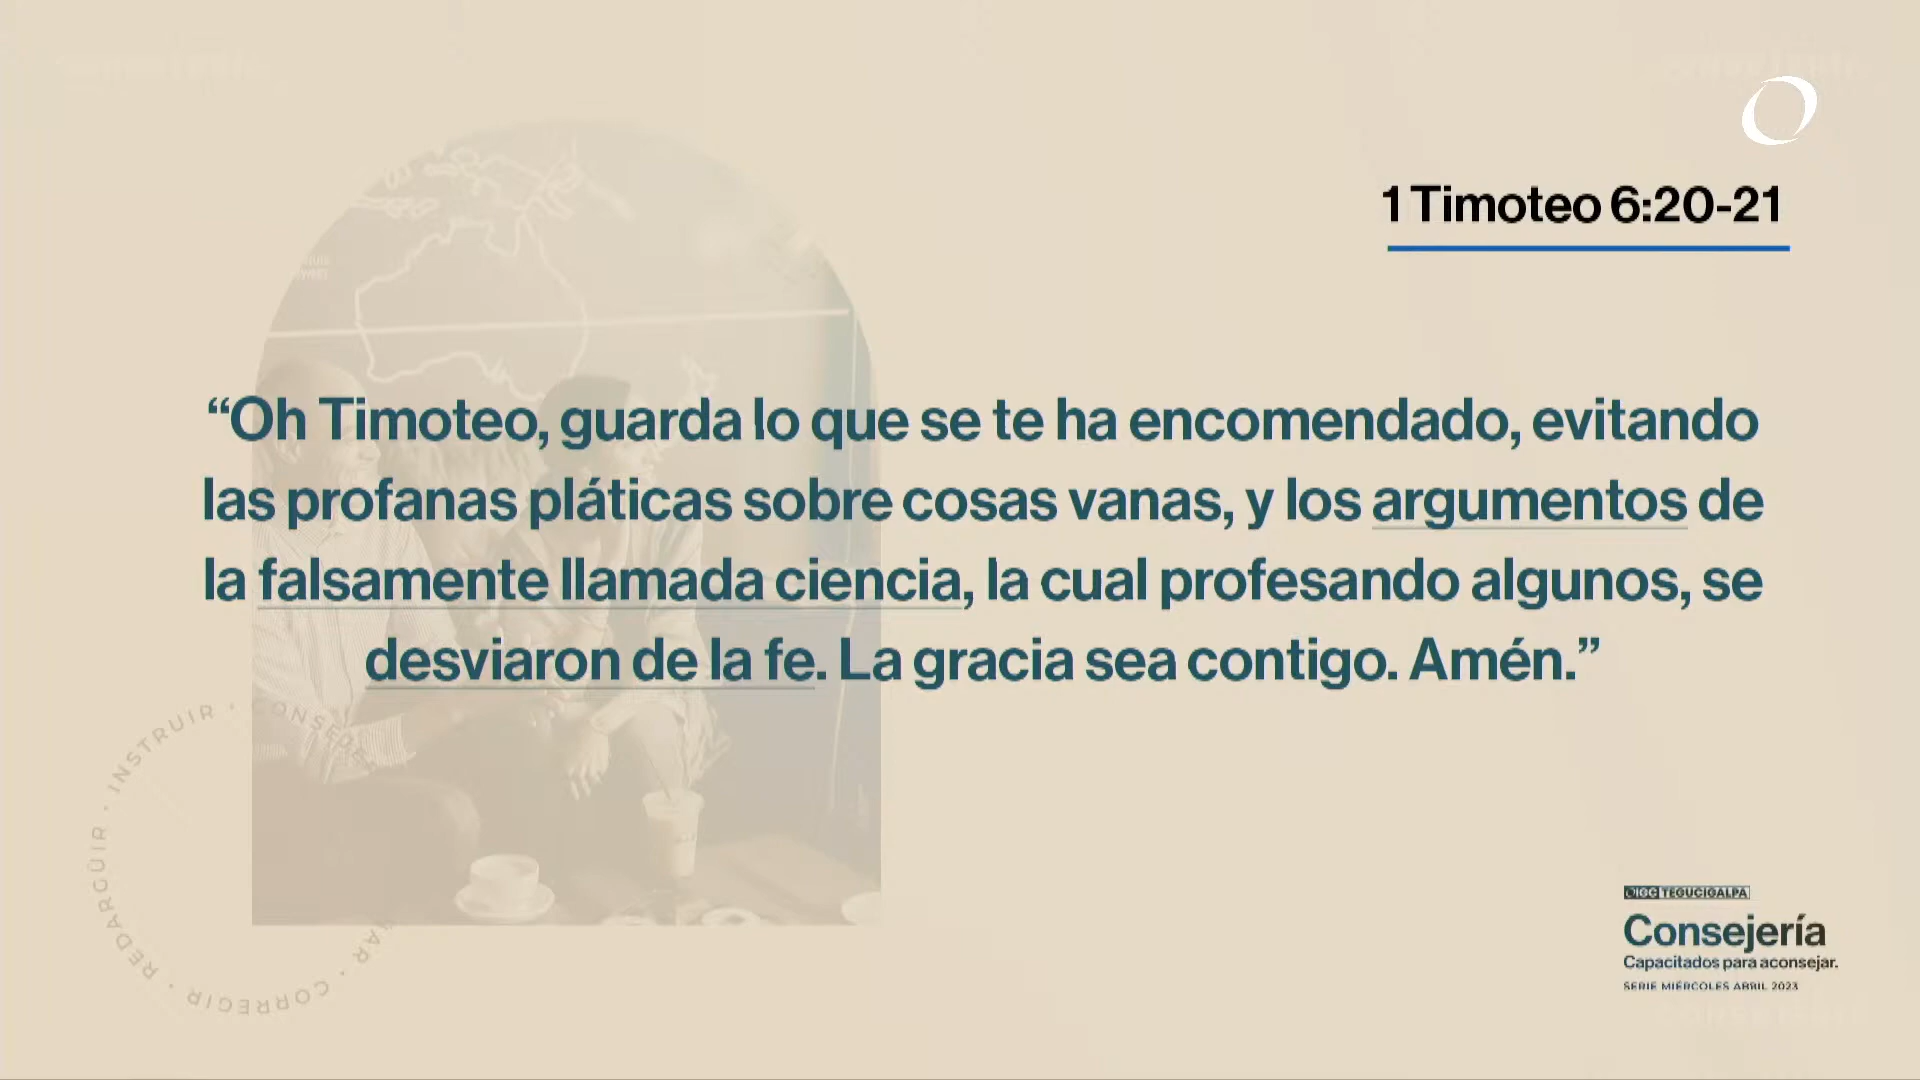 1 Timoteo 6:20-21
“Oh Timoteo, guarda lo que se te ha encomendado, evitando
las profanas pláticas sobre cosas vanas, y los argumentos de
la falsamente llamada ciencia, la cual profesando algunos, se
desviaron de la fe. La gracia sea contigo. Amén.”
INSTRUIR ·
REDARGÜIR ·
CORREGIR ·
TEGUCIGALPA
Consejería
Capacitados para aconsejar.
SERIE MIÉRCOLES ABRIL 2023